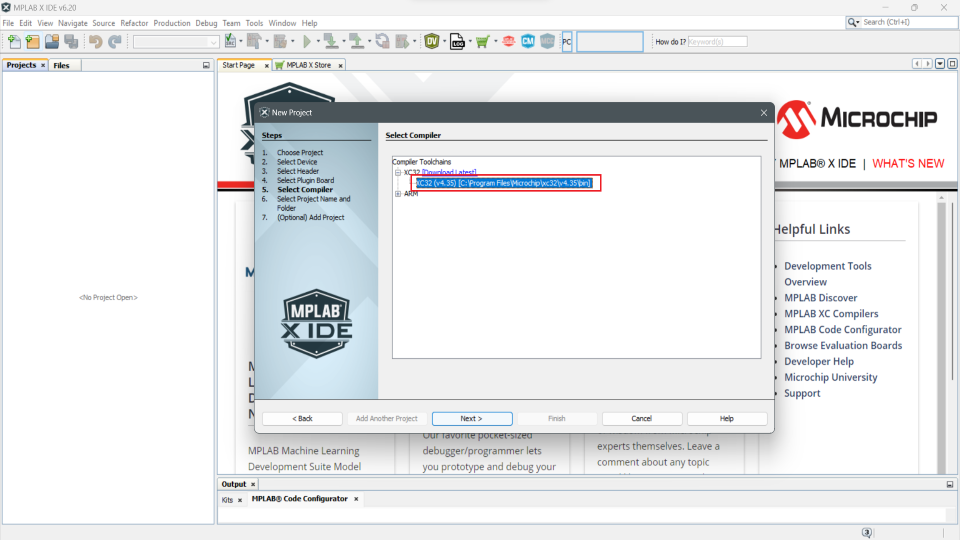 MPLAB X IDE v6.20
File Edit View Navigate Source Refactor Production Debug Team Tools Window Help
Search (Ctrl+I)
PC
How do I? Keyword(s)
DV
LOG
CM
Projects × Files
Start Page × MPLAB X Store ×
<No Project Open>
MICROCHIP
MPLAB® X IDE | WHAT'S NEW
New Project
Steps
1. Choose Project
2. Select Device
3. Select Header
4. Select Plugin Board
5. Select Compiler
6. Select Project Name and
Folder
7. (Optional) Add Project
MPLAB
X IDE
Select Compiler
Compiler Toolchains
XC32 [Download Latest]
XC32 (v4.35) [C:\Program Files\Microchip\xc32\v4.35\bin]
ARM
< Back Add Another Project Next > Finish Cancel Help
Helpful Links
Development Tools
Overview
MPLAB Discover
MPLAB XC Compilers
MPLAB Code Configurator
Browse Evaluation Boards
Developer Help
Microchip University
Support
MPLAB Machine Learning
Development Suite Model
Our favorite pocket-sized
debugger/programmer lets
you prototype and debug your
experts themselves. Leave a
comment about any topic
Output ×
Kits × MPLAB® Code Configurator ×
3